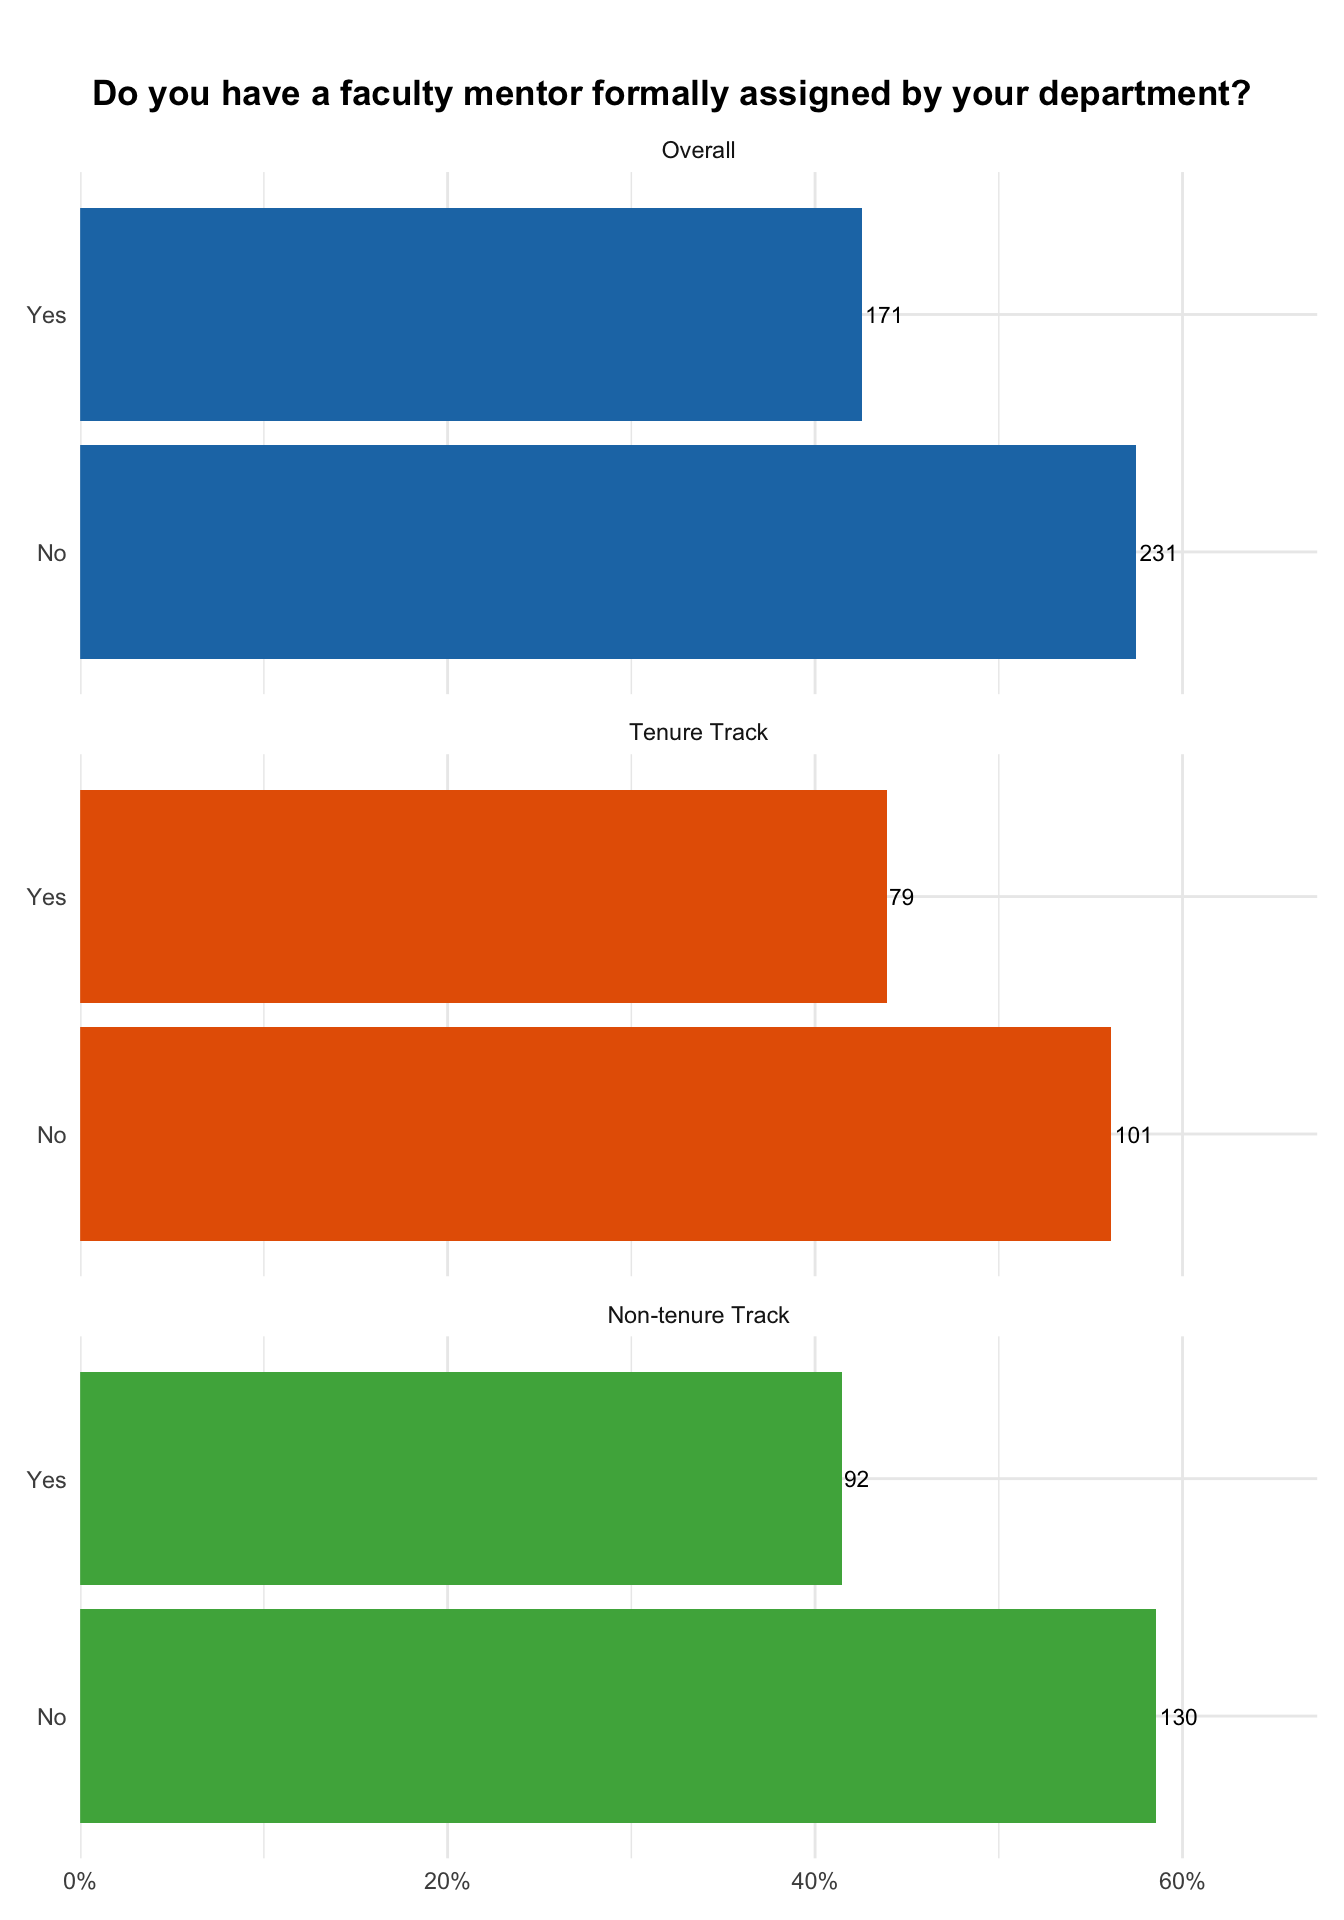 Do you have a faculty mentor formally assigned by your department?
Overall
Yes
171
No
231
Tenure Track
Yes
79
No
101
Non-tenure Track
Yes
92
No
130
0% 20% 40% 60%